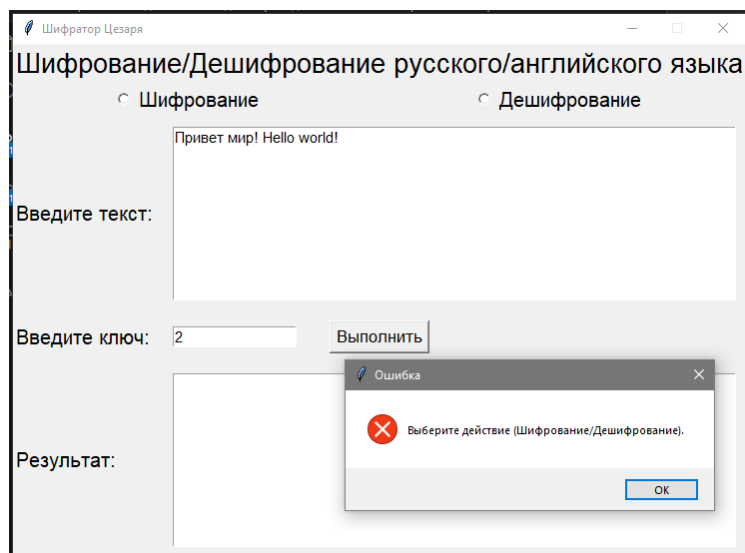 Шифратор Цезаря
Шифрование/Дешифрование русского/английского языка
Шифрование Дешифрование
Привет мир! Hello world!
Введите текст:
Введите ключ: 2 Выполнить
Ошибка
Выберите действие (Шифрование/Дешифрование).
Результат:
OK